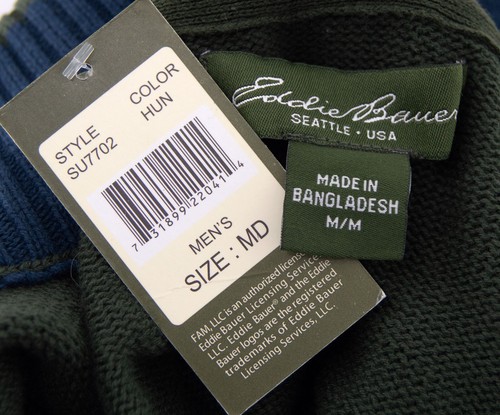 STYLE
SU7702
COLOR
HUN
7 31899 22041 4
MEN'S
SIZE : MD
FAM, LLC is an authorized licensee
Eddie Bauer Licensing Services
LLC. Eddie Bauer® and the Eddie
Bauer logos are the registered
trademarks of Eddie Bauer
Licensing Services, LLC.
Eddie Bauer
SEATTLE · USA
MADE IN
BANGLADESH
M/M